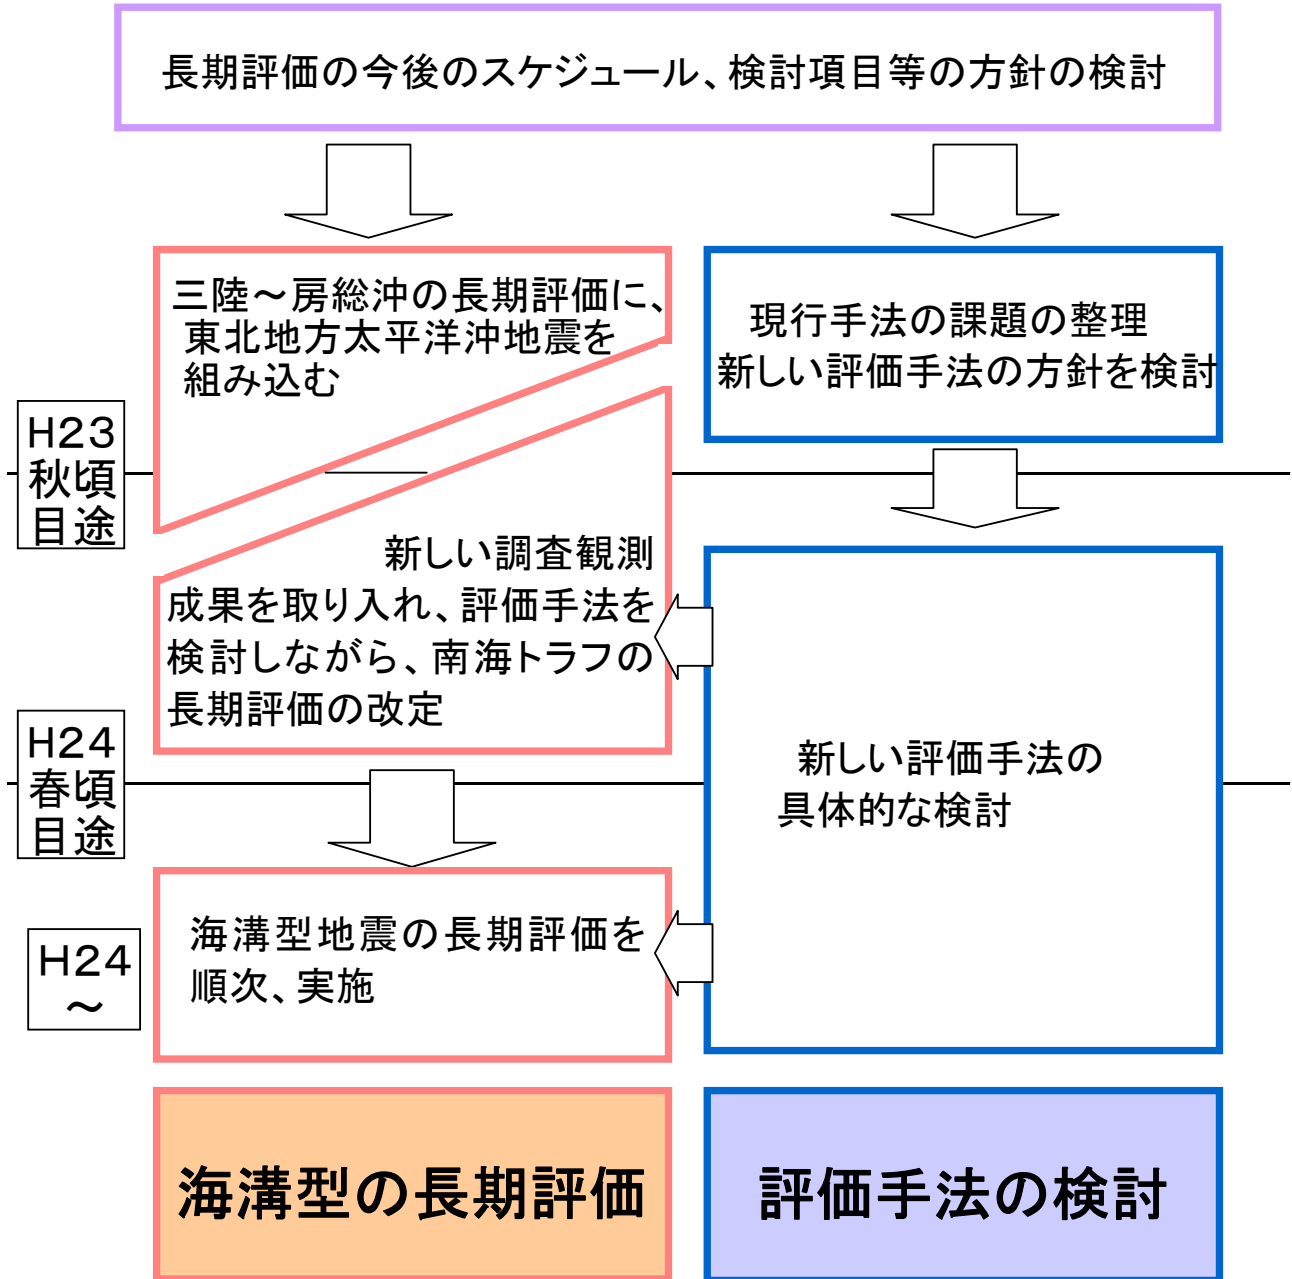 長期評価の今後のスケジュール、検討項目等の方針の検討
三陸～房総沖の長期評価に、
東北地方太平洋沖地震を
組み込む
現行手法の課題の整理
新しい評価手法の方針を検討
H23
秋頃
目途
新しい調査観測
成果を取り入れ、評価手法を
検討しながら、南海トラフの
長期評価の改定
H24
春頃
目途
新しい評価手法の
具体的な検討
海溝型地震の長期評価を
順次、実施
H24
～
海溝型の長期評価
評価手法の検討